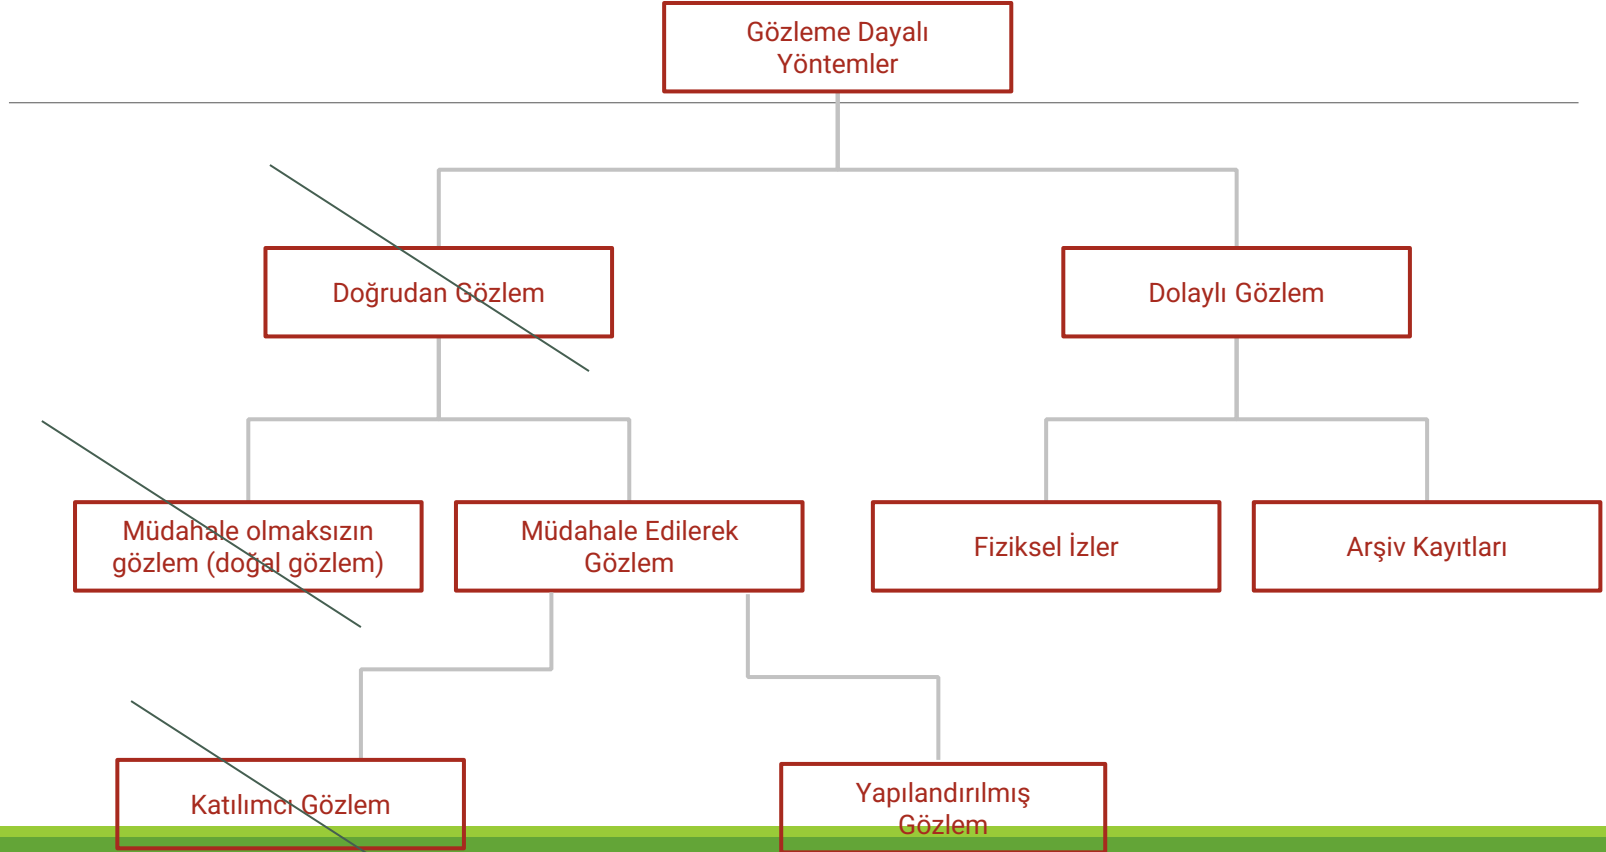 Gözleme Dayalı
Yöntemler
Doğrudan Gözlem
Dolaylı Gözlem
Müdahale olmaksızın
gözlem (doğal gözlem)
Müdahale Edilerek
Gözlem
Fiziksel İzler
Arşiv Kayıtları
Katılımcı Gözlem
Yapılandırılmış
Gözlem